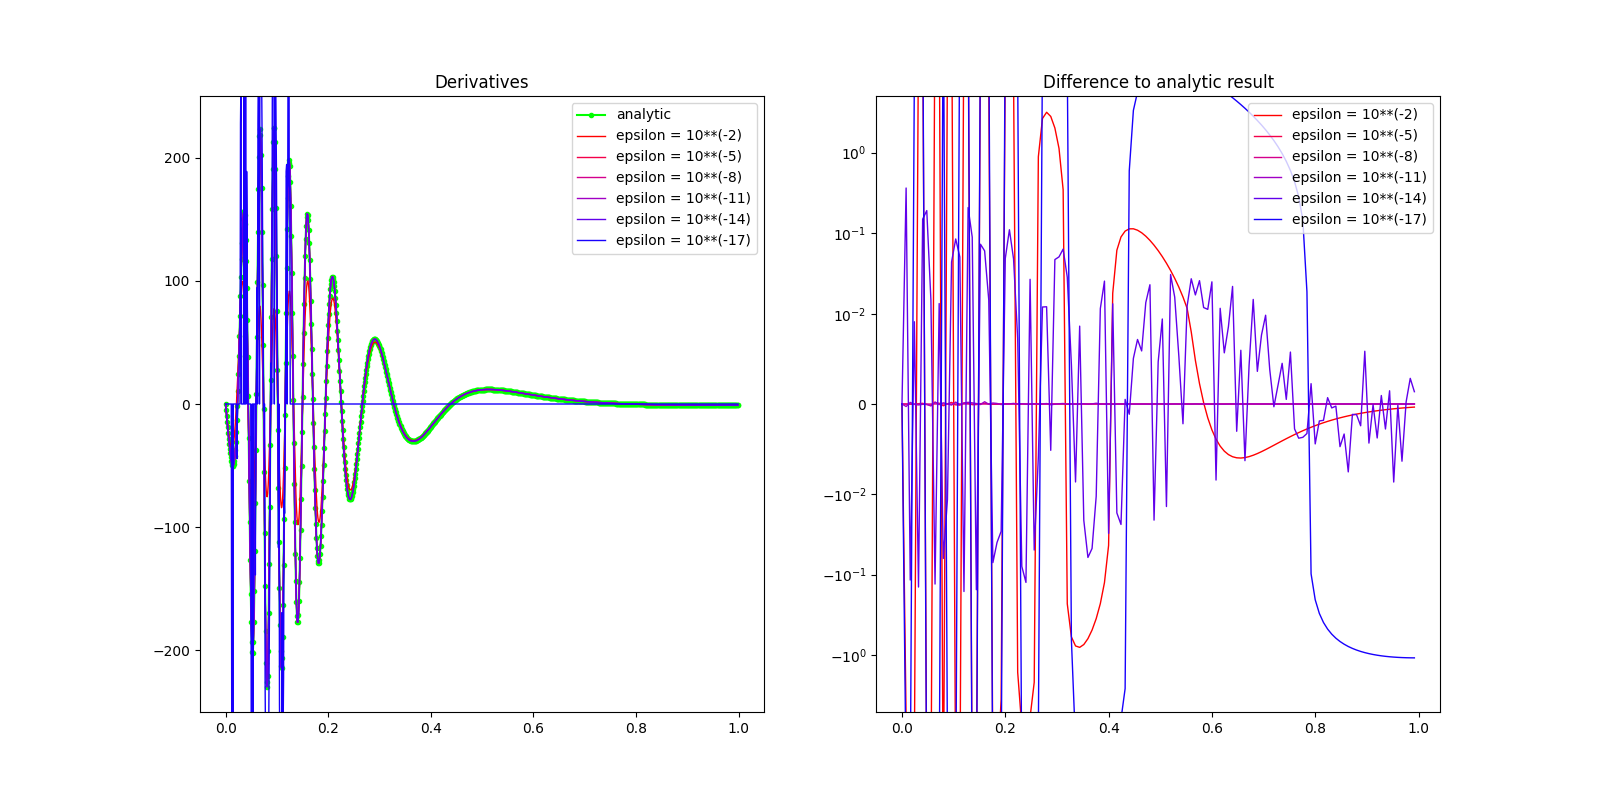 Derivatives
200
100
0
−100
−200
0.0 0.2 0.4 0.6 0.8 1.0
analytic
epsilon = 10**(-2)
epsilon = 10**(-5)
epsilon = 10**(-8)
epsilon = 10**(-11)
epsilon = 10**(-14)
epsilon = 10**(-17)
Difference to analytic result
10⁰
10⁻¹
10⁻²
0
−10⁻²
−10⁻¹
−10⁰
0.0 0.2 0.4 0.6 0.8 1.0
epsilon = 10**(-2)
epsilon = 10**(-5)
epsilon = 10**(-8)
epsilon = 10**(-11)
epsilon = 10**(-14)
epsilon = 10**(-17)